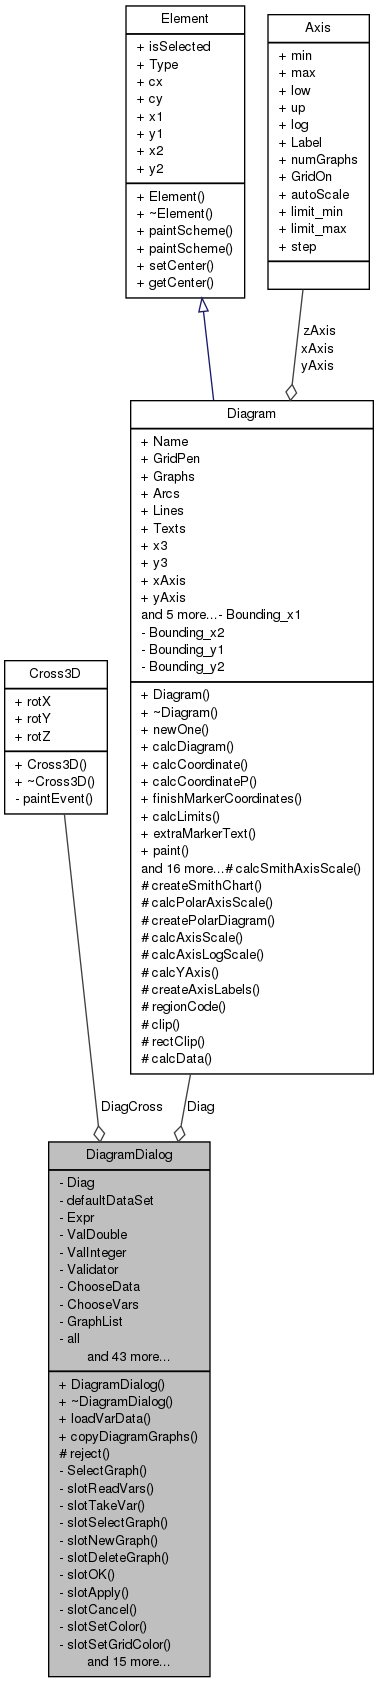 Element
+ isSelected
+ Type
+ cx
+ cy
+ x1
+ y1
+ x2
+ y2
+ Element()
+ ~Element()
+ paintScheme()
+ paintScheme()
+ setCenter()
+ getCenter()
Axis
+ min
+ max
+ low
+ up
+ log
+ Label
+ numGraphs
+ GridOn
+ autoScale
+ limit_min
+ limit_max
+ step
zAxis
xAxis
yAxis
Diagram
+ Name
+ GridPen
+ Graphs
+ Arcs
+ Lines
+ Texts
+ x3
+ y3
+ xAxis
+ yAxis
and 5 more...- Bounding_x1
- Bounding_x2
- Bounding_y1
- Bounding_y2
+ Diagram()
+ ~Diagram()
+ newOne()
+ calcDiagram()
+ calcCoordinate()
+ calcCoordinateP()
+ finishMarkerCoordinates()
+ calcLimits()
+ extraMarkerText()
+ paint()
and 16 more...# calcSmithAxisScale()
# createSmithChart()
# calcPolarAxisScale()
# createPolarDiagram()
# calcAxisScale()
# calcAxisLogScale()
# calcYAxis()
# createAxisLabels()
# regionCode()
# clip()
# rectClip()
# calcData()
Cross3D
+ rotX
+ rotY
+ rotZ
+ Cross3D()
+ ~Cross3D()
- paintEvent()
DiagCross
Diag
DiagramDialog
- Diag
- defaultDataSet
- Expr
- ValDouble
- ValInteger
- Validator
- ChooseData
- ChooseVars
- GraphList
- all
and 43 more...
+ DiagramDialog()
+ ~DiagramDialog()
+ loadVarData()
+ copyDiagramGraphs()
# reject()
- SelectGraph()
- slotReadVars()
- slotTakeVar()
- slotSelectGraph()
- slotNewGraph()
- slotDeleteGraph()
- slotOK()
- slotApply()
- slotCancel()
- slotSetColor()
- slotSetGridColor()
and 15 more...